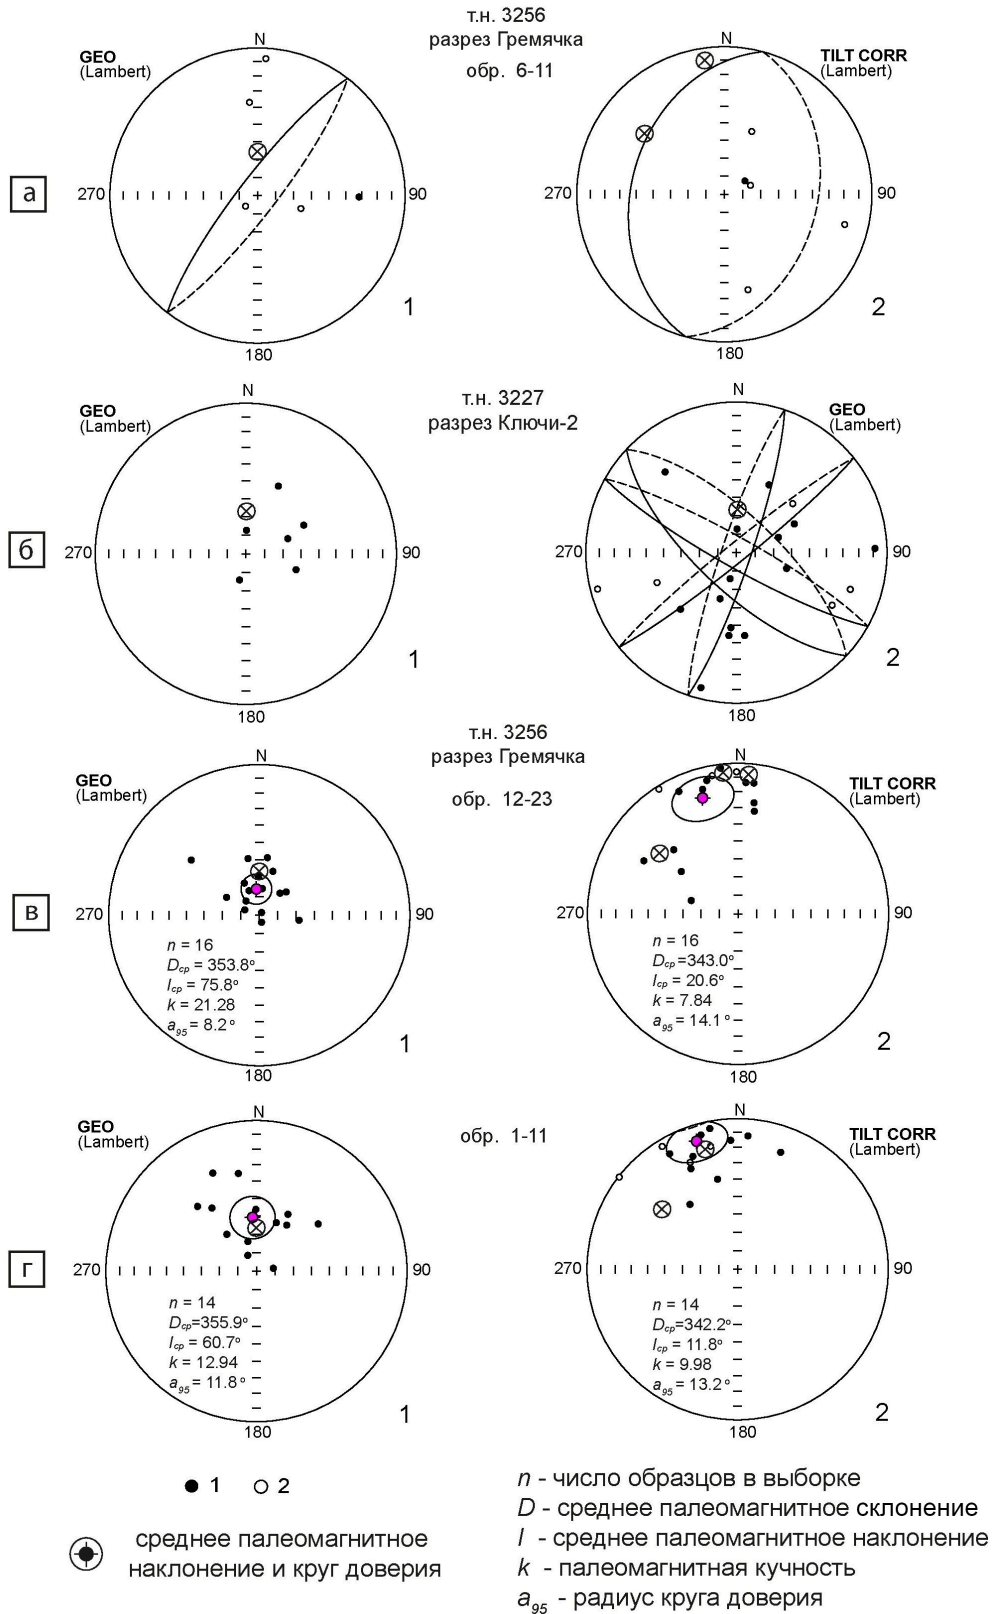 т.н. 3256
разрез Гремячка
обр. 6-11
GEO
(Lambert)
N
270
90
180
1
TILT CORR
(Lambert)
N
270
90
180
2
а
т.н. 3227
разрез Ключи-2
GEO
(Lambert)
N
270
90
180
1
GEO
(Lambert)
N
270
90
180
2
б
т.н. 3256
разрез Гремячка
обр. 12-23
GEO
(Lambert)
N
270
90
n = 16
Dср = 353.8°
Iср = 75.8°
k = 21.28
a95 = 8.2°
180
1
TILT CORR
(Lambert)
N
270
90
n = 16
Dср =343.0°
Iср = 20.6°
k = 7.84
a95 = 14.1°
180
2
в
обр. 1-11
GEO
(Lambert)
N
270
90
n = 14
Dср=355.9°
Iср = 60.7°
k = 12.94
a95 = 11.8°
180
1
TILT CORR
(Lambert)
N
270
90
n = 14
Dср=342.2°
Iср = 11.8°
k = 9.98
a95 = 13.2°
180
2
г
1 2
среднее палеомагнитное
наклонение и круг доверия
n - число образцов в выборке
D - среднее палеомагнитное склонение
I - среднее палеомагнитное наклонение
k - палеомагнитная кучность
a95 - радиус круга доверия